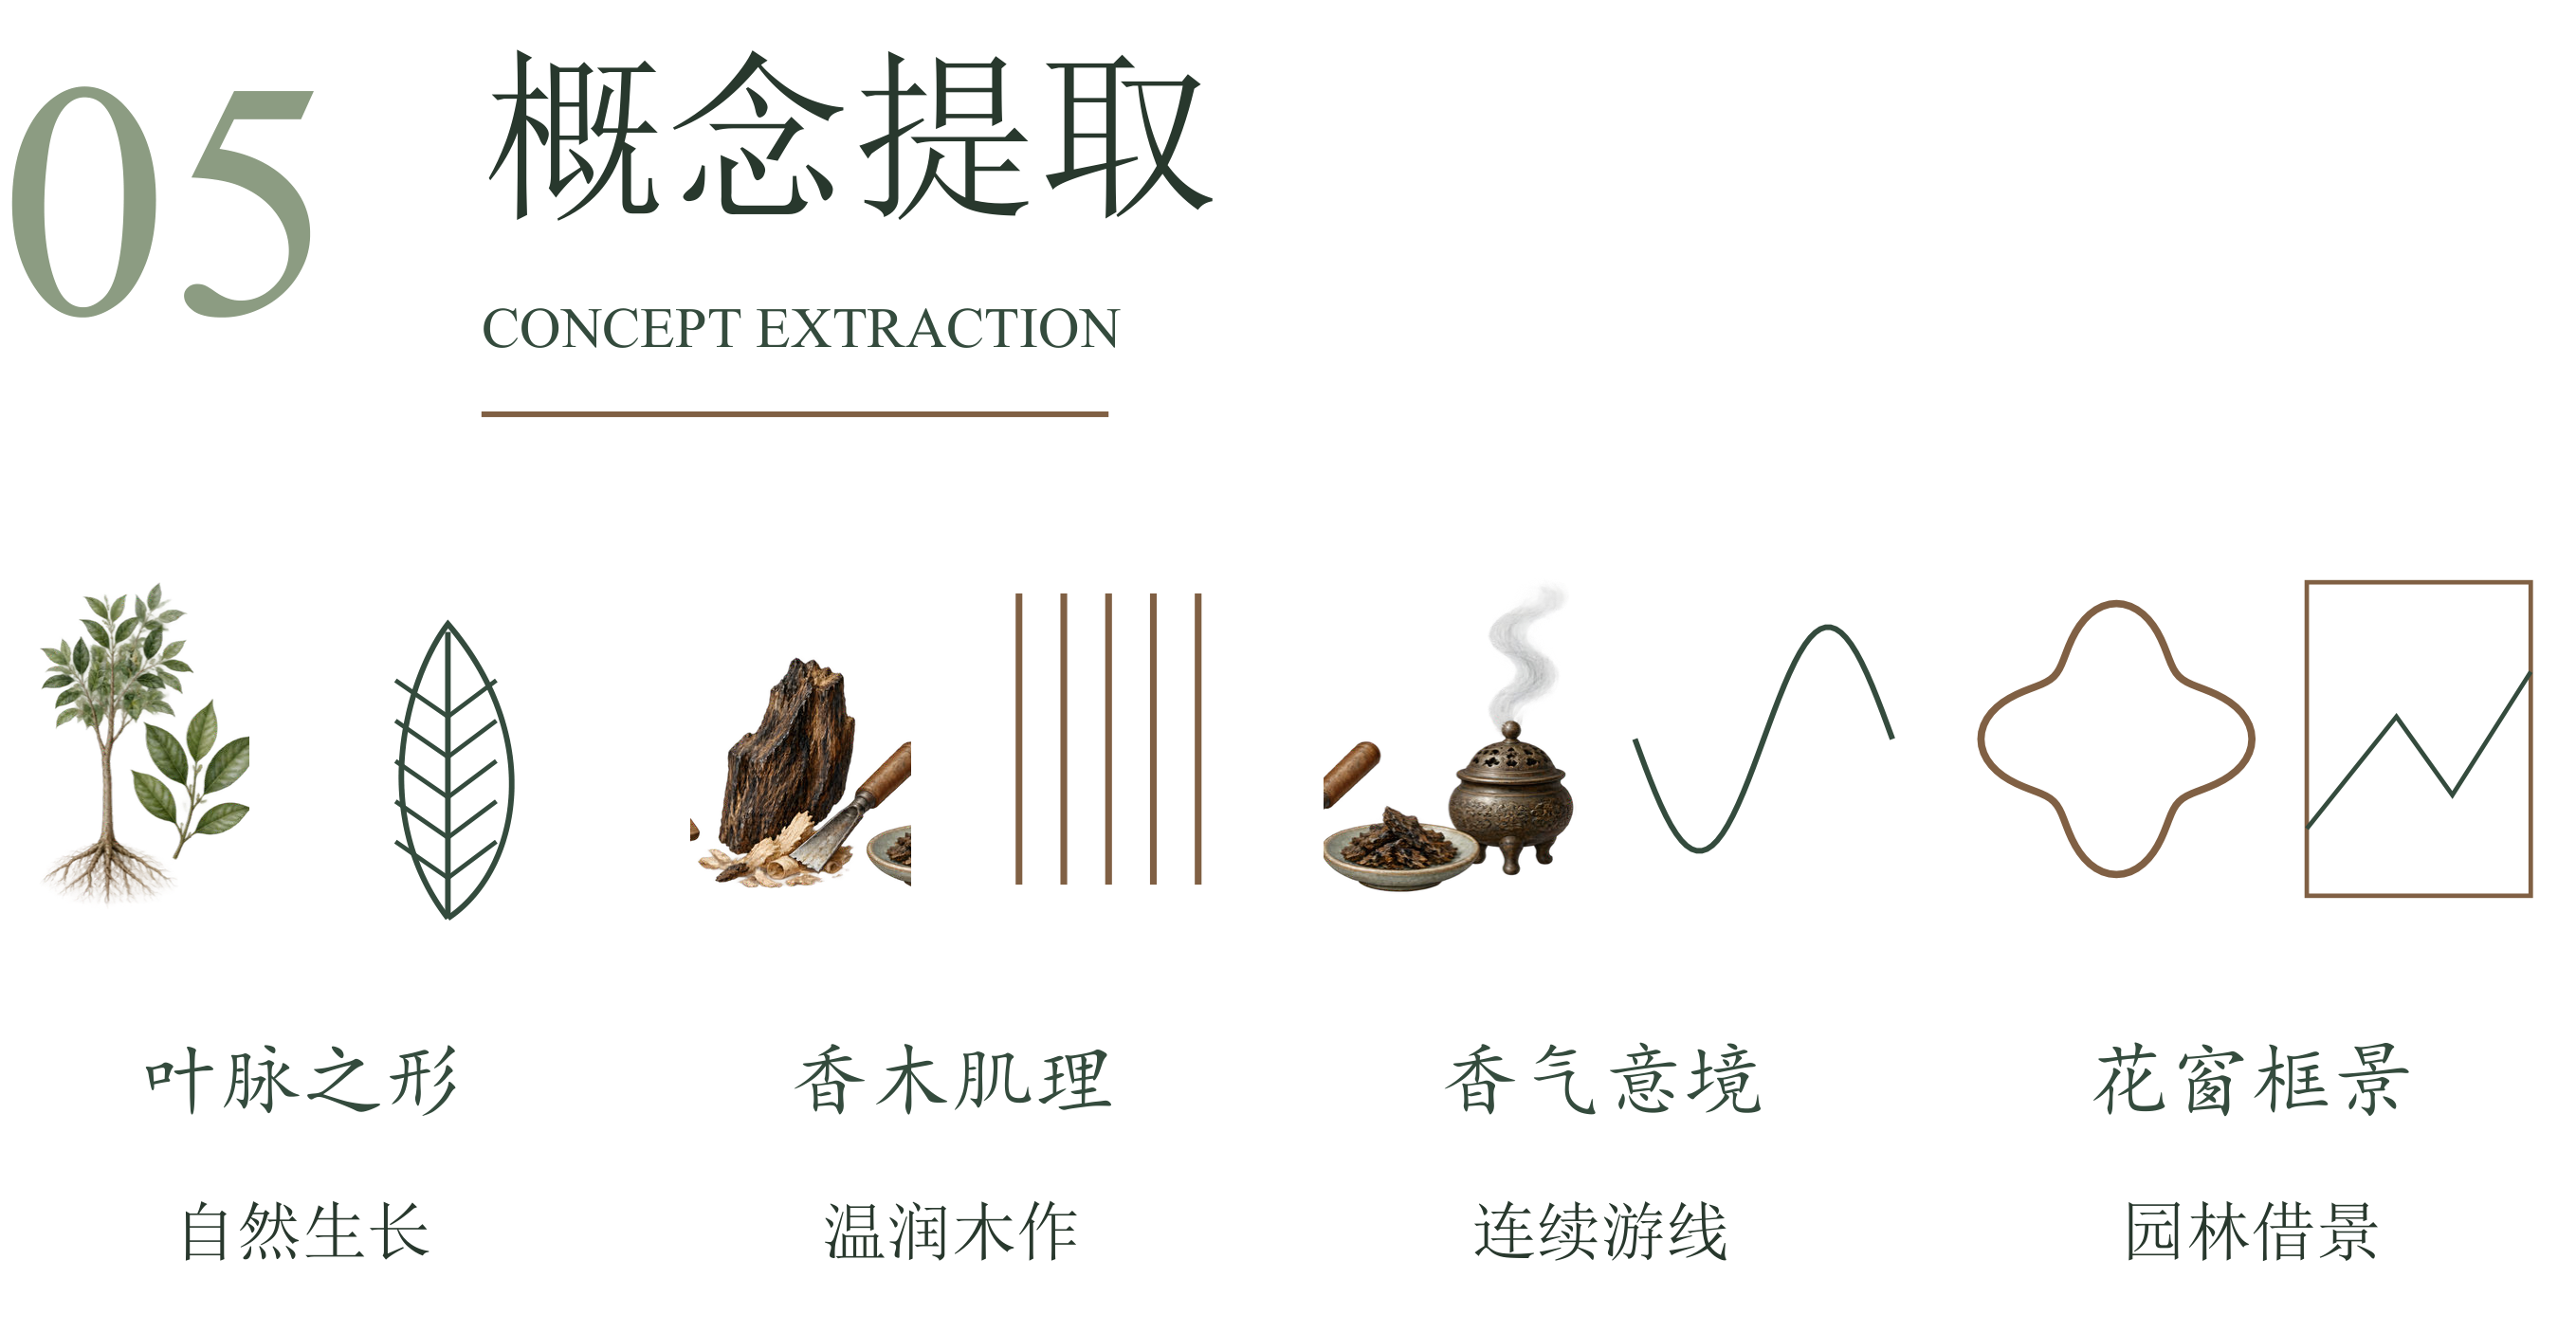 05
概念提取
CONCEPT EXTRACTION
叶脉之形
香木肌理
香气意境
花窗框景
自然生长
温润木作
连续游线
园林借景